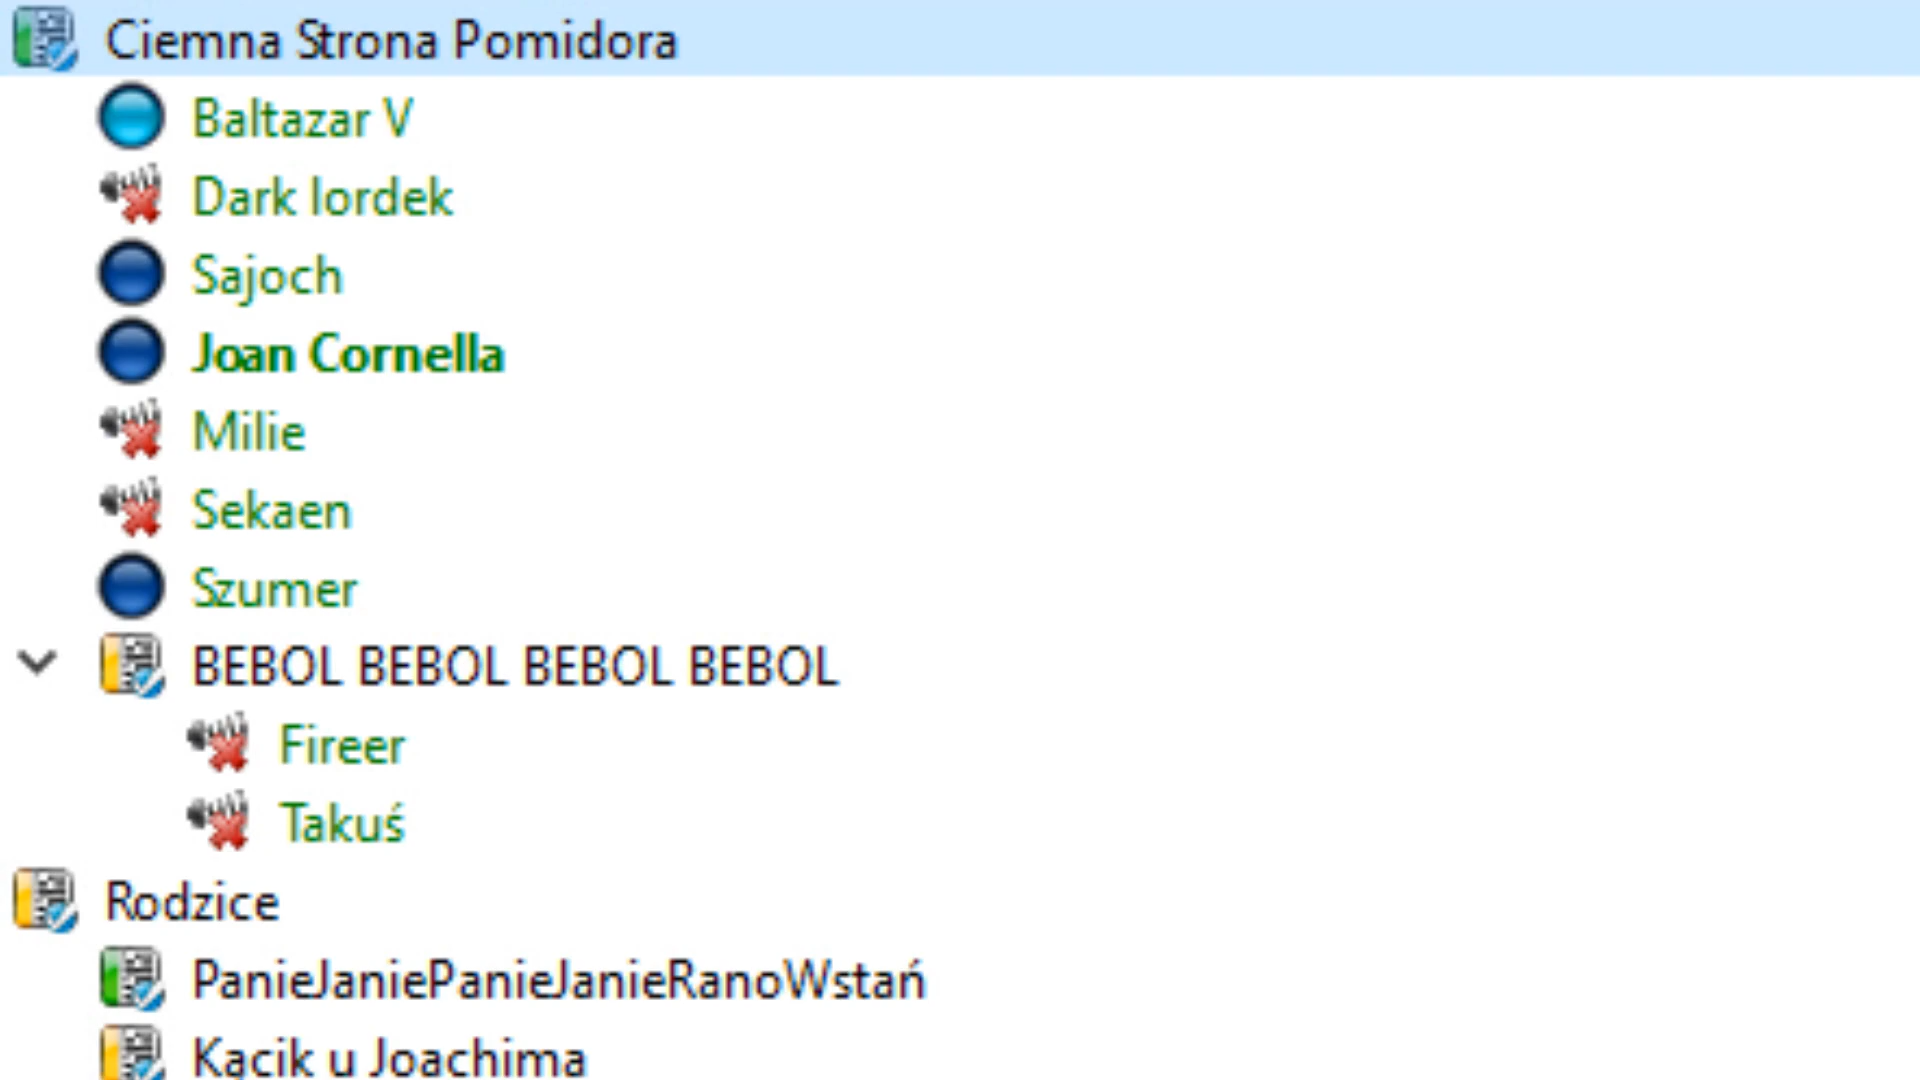 Ciemna Strona Pomidora
Baltazar V
Dark lordek
Sajoch
Joan Cornella
Milie
Sekaen
Szumer
BEBOL BEBOL BEBOL BEBOL
Fireer
Takuś
Rodzice
PanieJaniePanieJanieRanoWstań
Kącik u Joachima